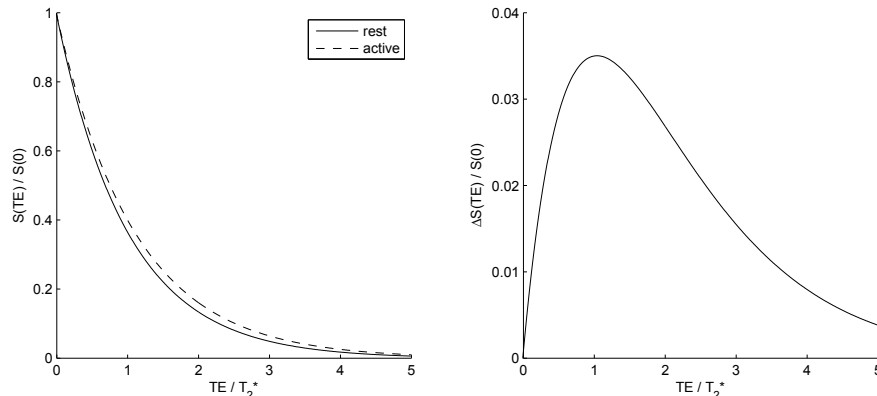 1
0.8
0.6
0.4
0.2
0
S(TE) / S(0)
0 1 2 3 4 5
TE / T₂*
rest
active
0.04
0.03
0.02
0.01
0
ΔS(TE) / S(0)
0 1 2 3 4 5
TE / T₂*